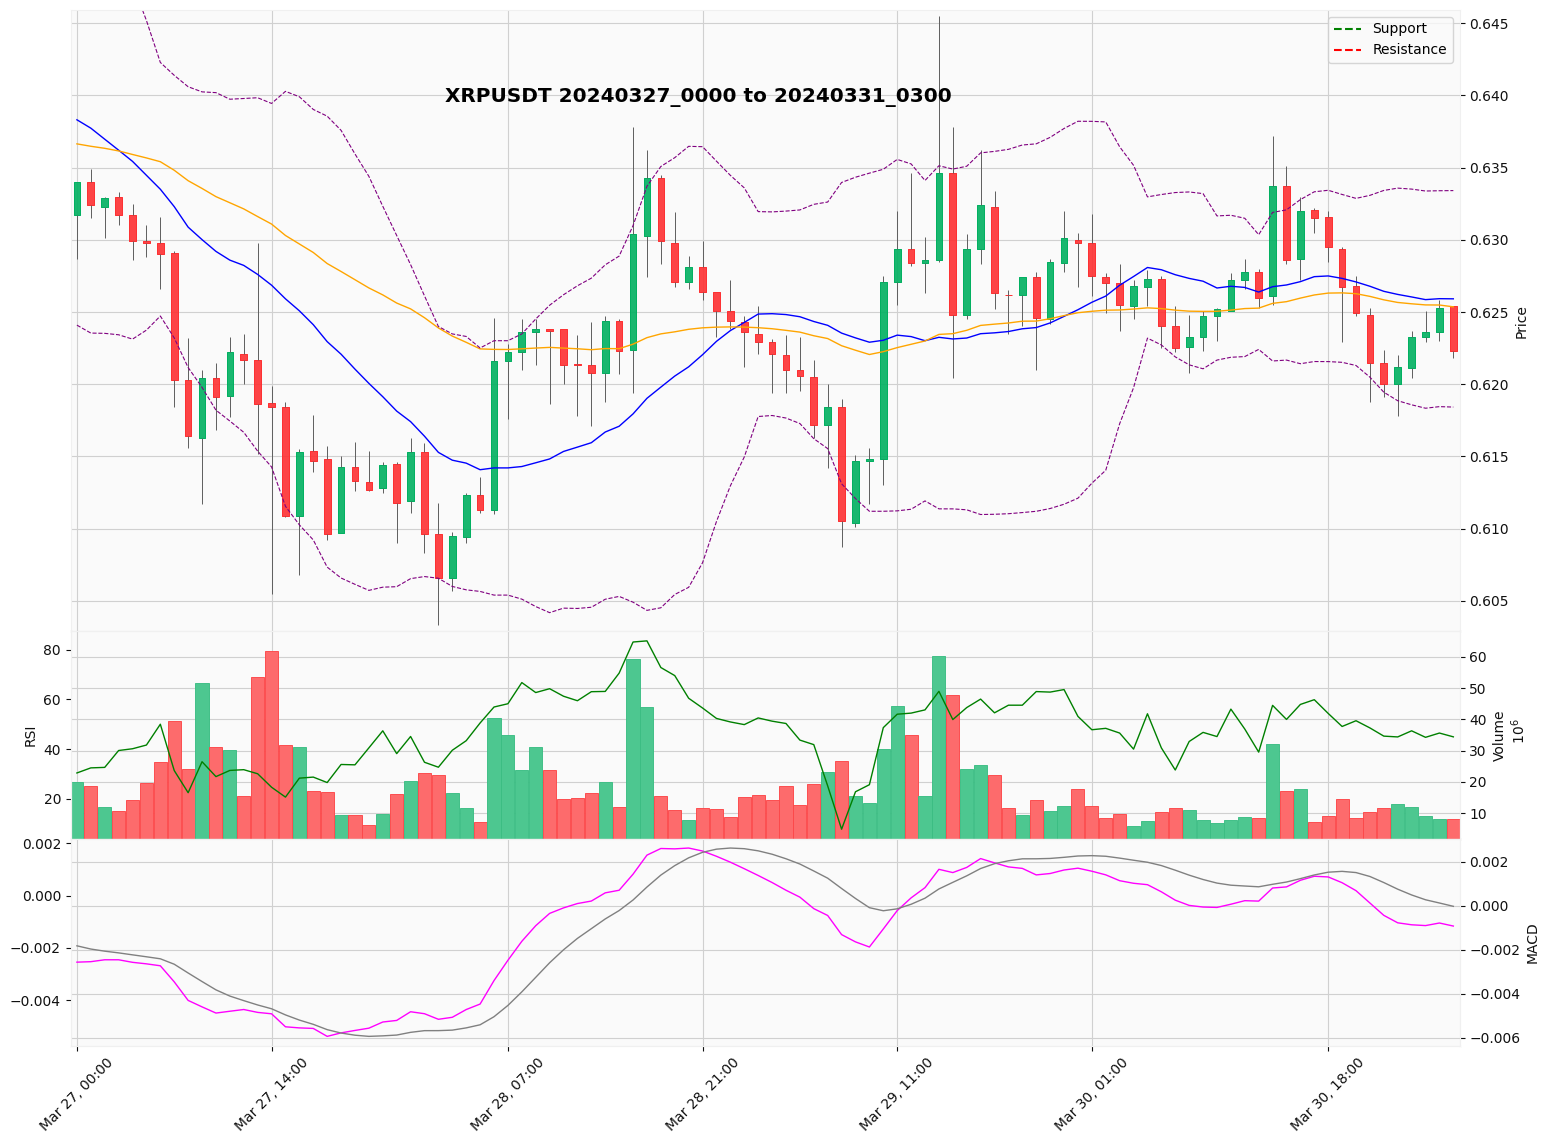 XRPUSDT 20240327_0000 to 20240331_0300
Support
Resistance
0.645
0.640
0.635
0.630
0.625
0.620
0.615
0.610
0.605
Price
80
60
40
20
RSI
60
50
40
30
20
10
Volume
10^6
0.002
0.000
−0.002
−0.004
0.002
0.000
−0.002
−0.004
−0.006
MACD
Mar 27, 00:00
Mar 27, 14:00
Mar 28, 07:00
Mar 28, 21:00
Mar 29, 11:00
Mar 30, 01:00
Mar 30, 18:00